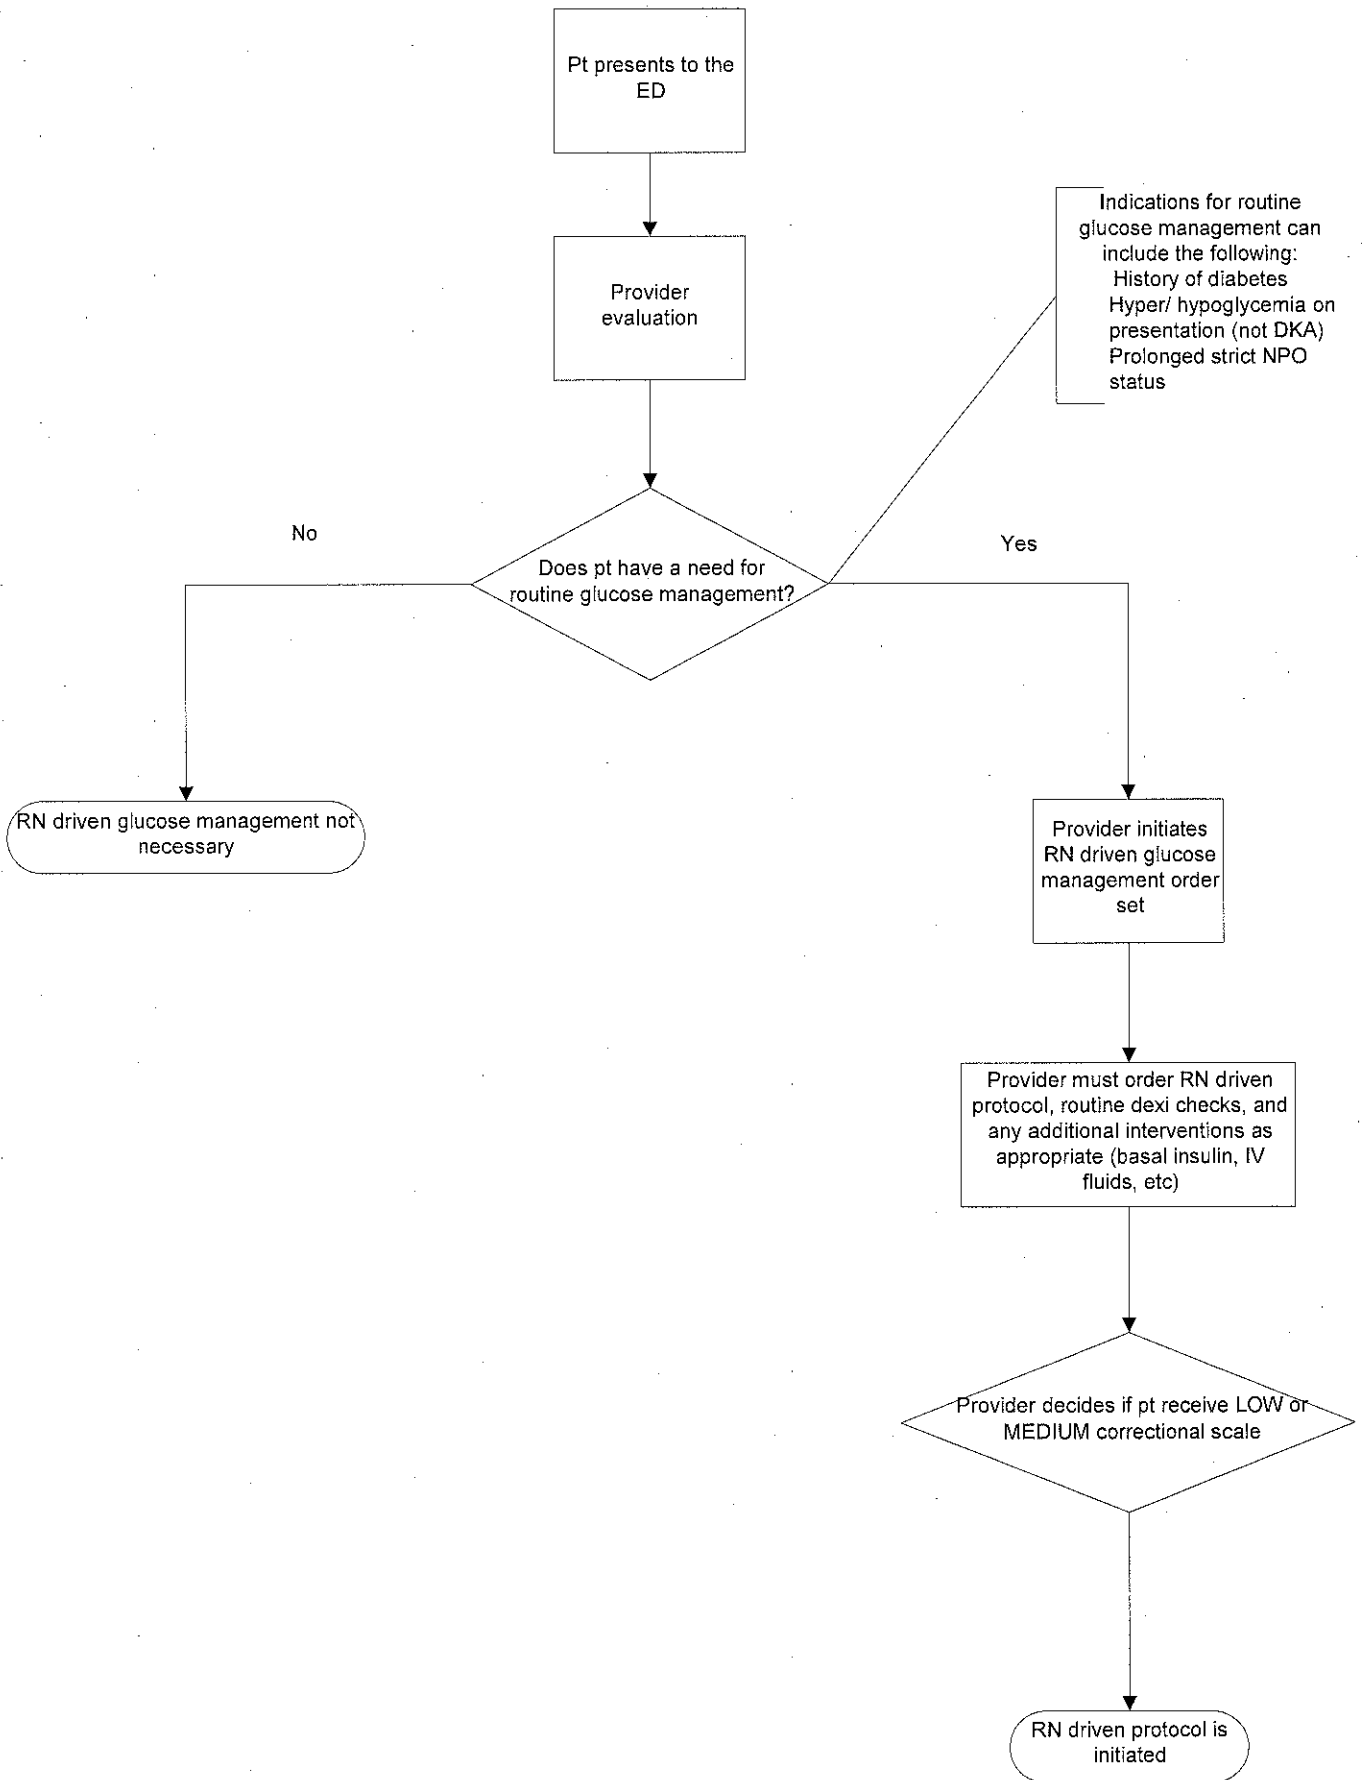 Pt presents to the
ED
Provider
evaluation
Indications for routine
glucose management can
include the following:
History of diabetes
Hyper/ hypoglycemia on
presentation (not DKA)
Prolonged strict NPO
status
No
Does pt have a need for
routine glucose management?
Yes
RN driven glucose management not
necessary
Provider initiates
RN driven glucose
management order
set
Provider must order RN driven
protocol, routine dexi checks, and
any additional interventions as
appropriate (basal insulin, IV
fluids, etc)
Provider decides if pt receive LOW or
MEDIUM correctional scale
RN driven protocol is
initiated